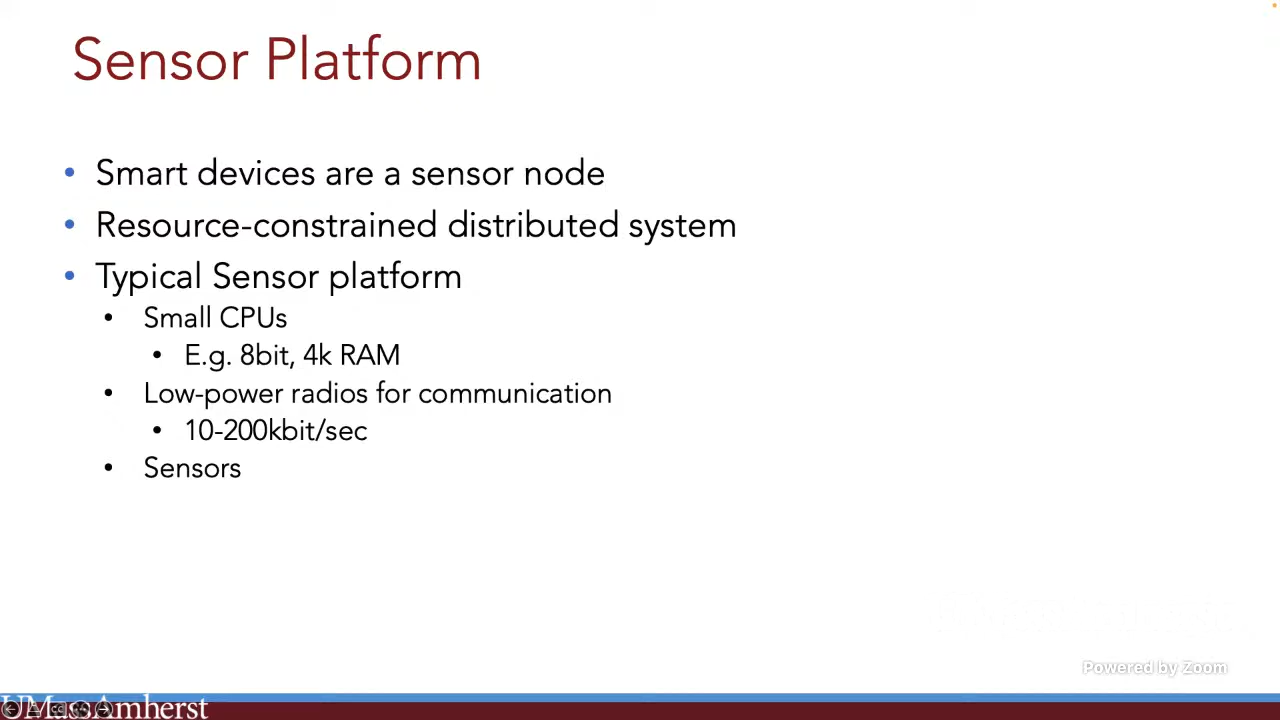 Sensor Platform
• Smart devices are a sensor node
• Resource-constrained distributed system
• Typical Sensor platform
• Small CPUs
• E.g. 8bit, 4k RAM
• Low-power radios for communication
• 10-200kbit/sec
• Sensors
Powered by Zoom
UMassAmherst